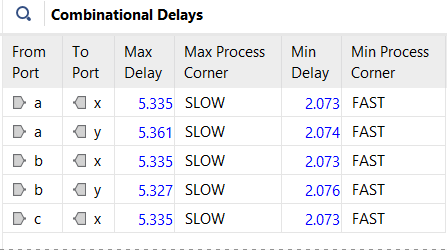 Combinational Delays
From Port To Port Max Delay Max Process Corner Min Delay Min Process Corner
a x 5.335 SLOW 2.073 FAST
a y 5.361 SLOW 2.074 FAST
b x 5.335 SLOW 2.073 FAST
b y 5.327 SLOW 2.076 FAST
c x 5.335 SLOW 2.073 FAST